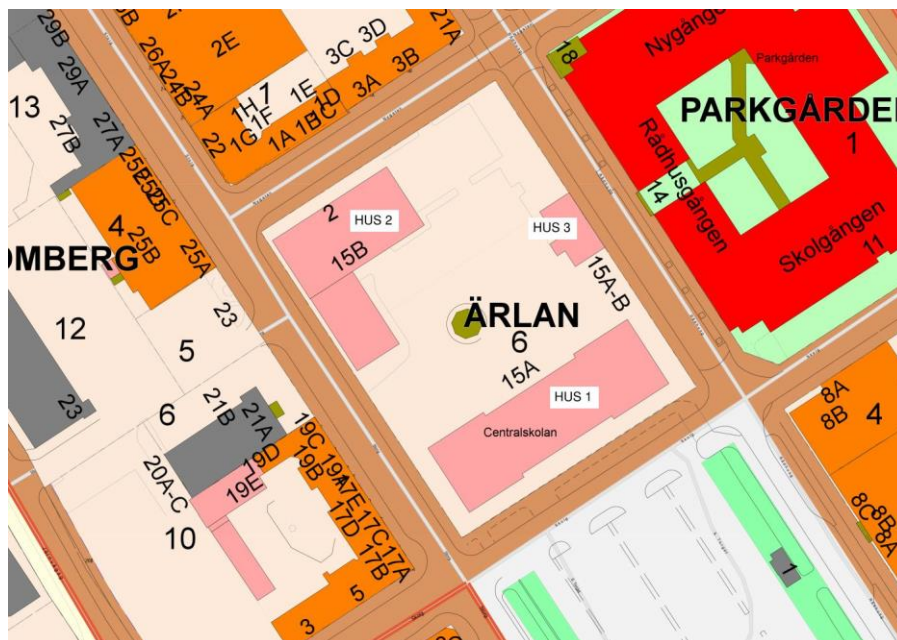 29B
29A
26A
24B
24A
2E
3C
3D
21A
3A
3B
1H
7
1E
1D
1F
1C
1G
1A
1B
22
18
Nygången
Parkgården
PARKGÅRDEN
1
Rådhusgången
14
Skolgången
11
13
27B
27A
25D
25C
4
25B
25A
OMBERG
23
12
5
2
HUS 2
15B
HUS 3
15A-B
ÄRLAN
6
15A
HUS 1
Centralskolan
23
6
21B
21A
20A-C
19C
19D
19B
19A
19E
17E
17D
17C
17B
17A
10
5
3
8A
8B
4
8C
8B
8A
1